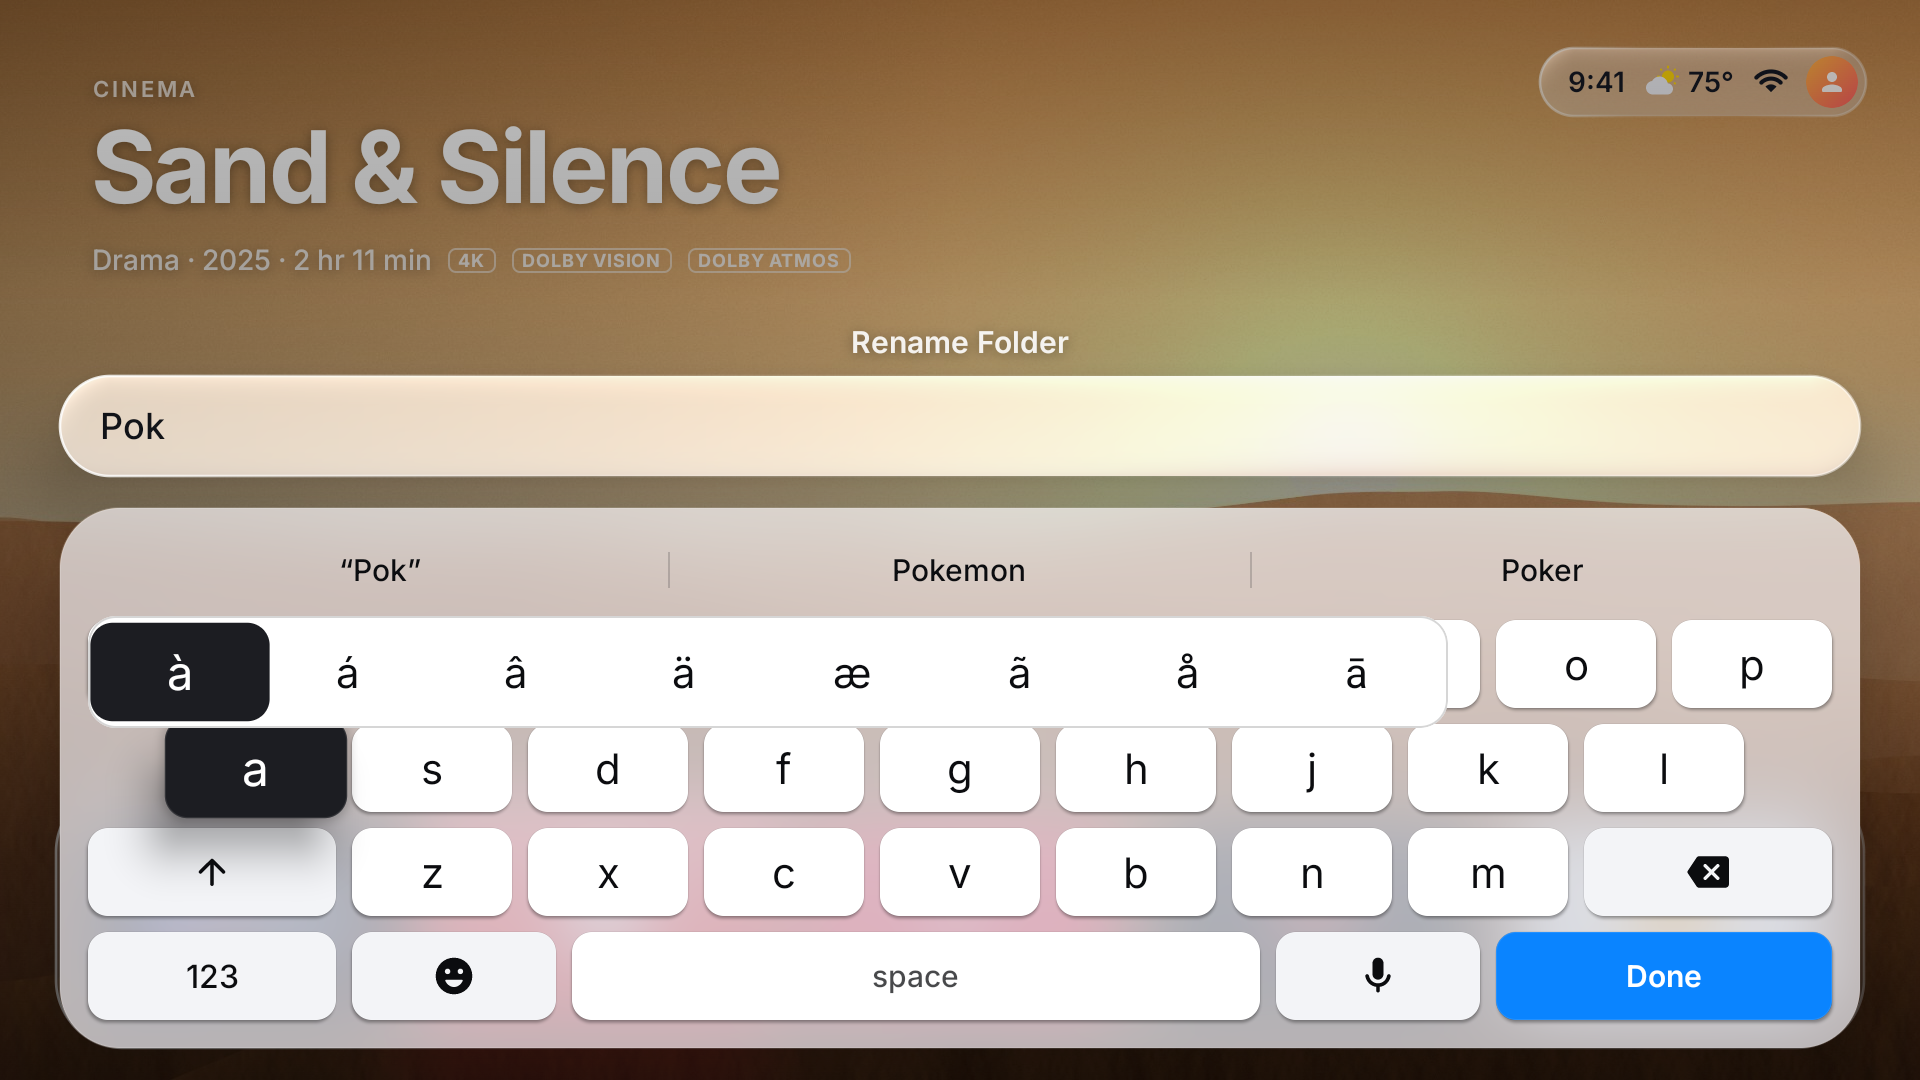 CINEMA
9:41 75°
Sand & Silence
Drama · 2025 · 2 hr 11 min 4K DOLBY VISION DOLBY ATMOS
Rename Folder
Pok
“Pok” Pokemon Poker
à á â ä æ ã å ā o p
a s d f g h j k l
z x c v b n m
123 space Done